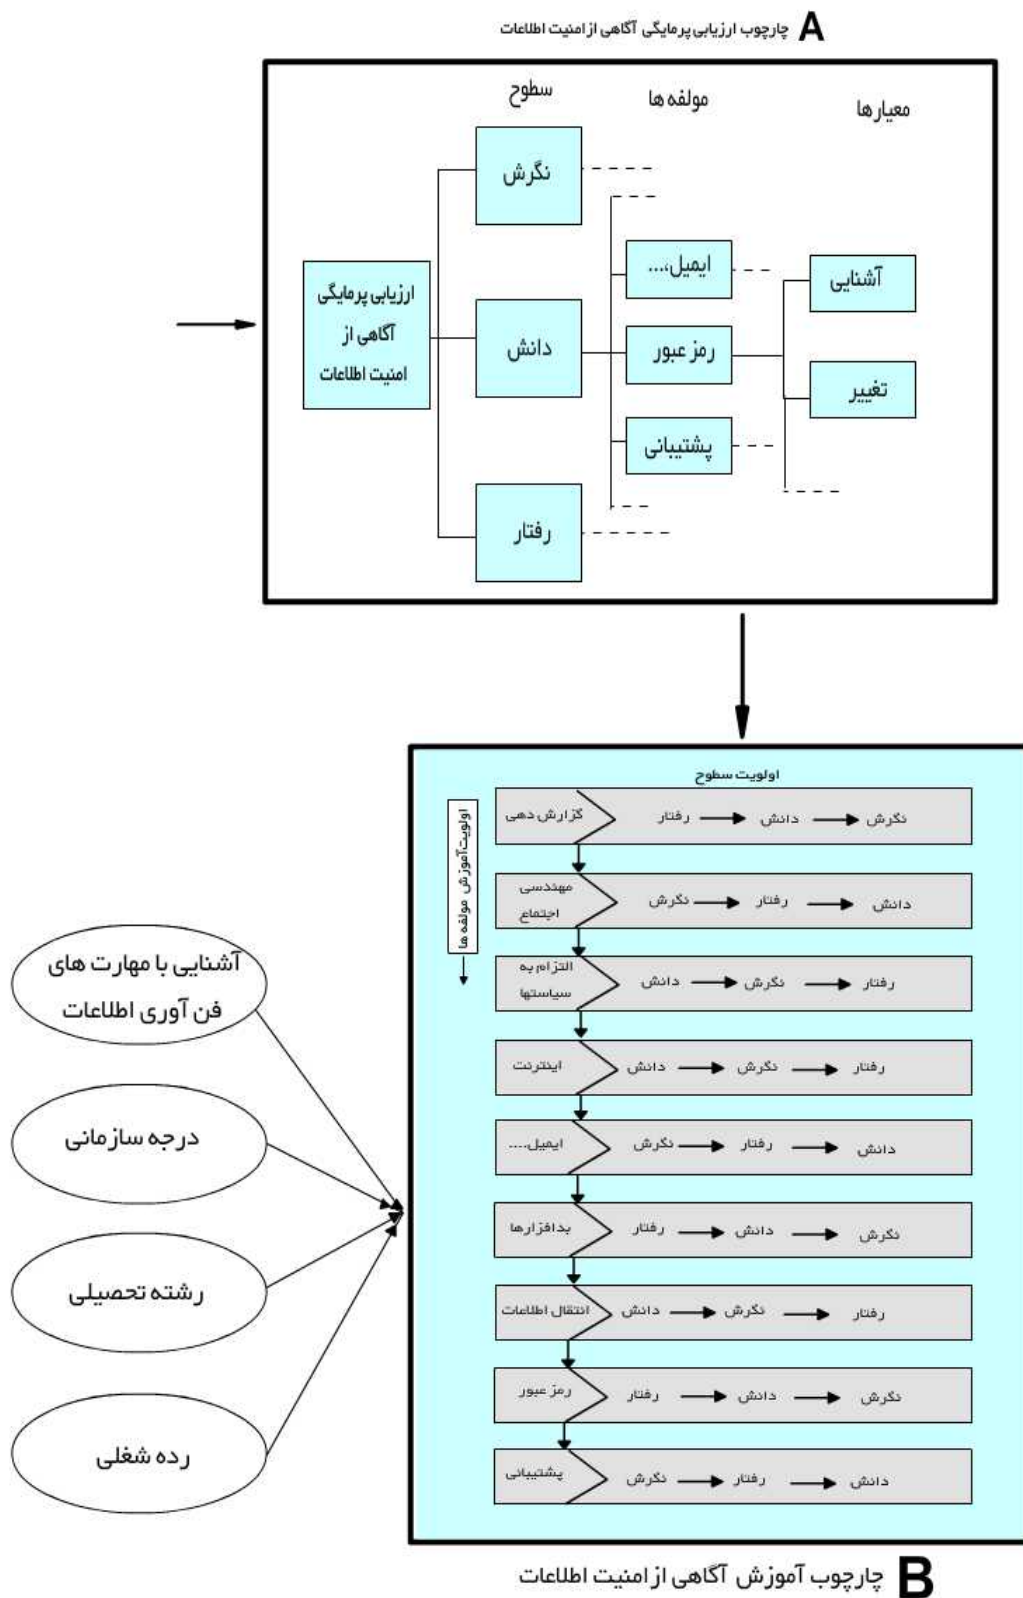 A چارچوب ارزیابی پرمایگی آگاهی از امنیت اطلاعات
سطوح
مولفه ها
معیارها
ارزیابی پرمایگی
آگاهی از
امنیت اطلاعات
نگرش
دانش
رفتار
ایمیل،...
رمز عبور
پشتیبانی
آشنایی
تغییر
اولویت سطوح
اولویت آموزش مولفه ها
گزارش دهی رفتار دانش نگرش
مهندسی
اجتماع
نگرش رفتار دانش
التزام به
سیاستها
دانش نگرش رفتار
اینترنت دانش نگرش رفتار
ایمیل،... نگرش رفتار دانش
بدافزارها رفتار دانش نگرش
انتقال اطلاعات دانش نگرش رفتار
رمز عبور رفتار دانش نگرش
پشتیبانی نگرش رفتار دانش
آشنایی با مهارت های
فن آوری اطلاعات
درجه سازمانی
رشته تحصیلی
رده شغلی
B چارچوب آموزش آگاهی از امنیت اطلاعات